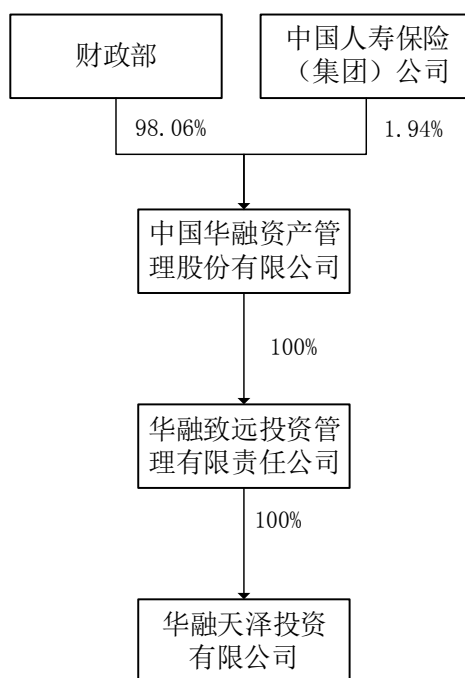 财政部
中国人寿保险
（集团）公司
98.06%
1.94%
中国华融资产管
理股份有限公司
100%
华融致远投资管
理有限责任公司
100%
华融天泽投资
有限公司